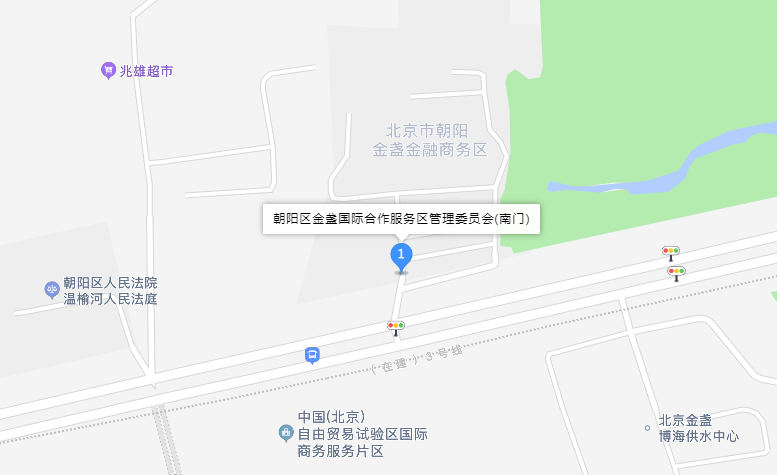 兆雄超市
北京市朝阳
金盏金融商务区
朝阳区金盏国际合作服务区管理委员会(南门)
1
朝阳区人民法院
温榆河人民法庭
(在建)3号线
中国(北京)
自由贸易试验区国际
商务服务片区
北京金盏
博海供水中心